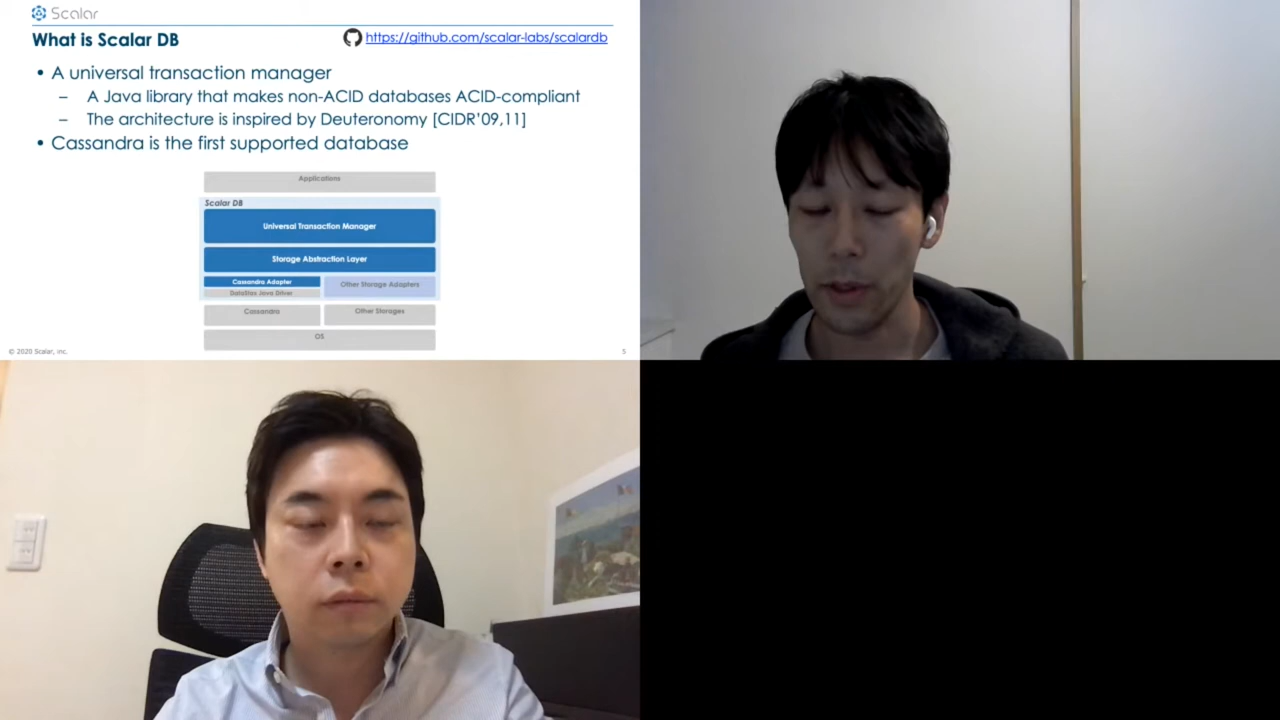 Scalar
What is Scalar DB
https://github.com/scalar-labs/scalardb
• A universal transaction manager
– A Java library that makes non-ACID databases ACID-compliant
– The architecture is inspired by Deuteronomy [CIDR'09,11]
• Cassandra is the first supported database
Applications
Scalar DB
Universal Transaction Manager
Storage Abstraction Layer
Cassandra Adapter
Other Storage Adapters
DataStax Java Driver
Cassandra
Other Storages
OS
© 2020 Scalar, inc.
5